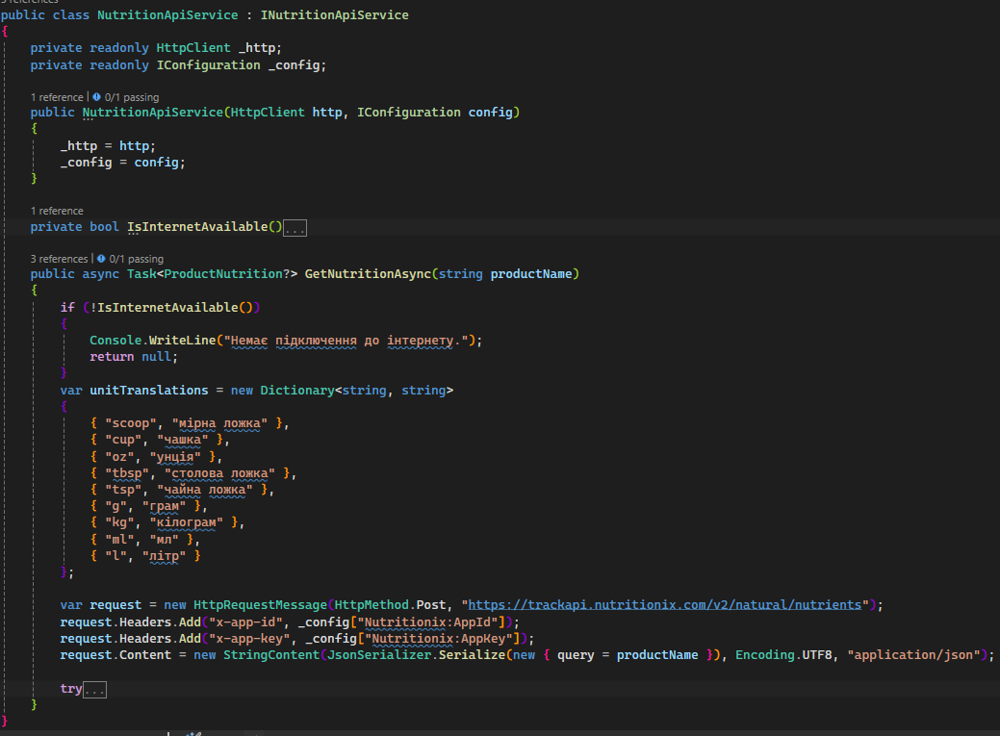 3 references
public class NutritionApiService : INutritionApiService
{
private readonly HttpClient _http;
private readonly IConfiguration _config;
1 reference | 0/1 passing
public NutritionApiService(HttpClient http, IConfiguration config)
{
_http = http;
_config = config;
}
1 reference
private bool IsInternetAvailable()...
3 references | 0/1 passing
public async Task<ProductNutrition?> GetNutritionAsync(string productName)
{
if (!IsInternetAvailable())
{
Console.WriteLine("Немає підключення до інтернету.");
return null;
}
var unitTranslations = new Dictionary<string, string>
{
{ "scoop", "мірна ложка" },
{ "cup", "чашка" },
{ "oz", "унція" },
{ "tbsp", "столова ложка" },
{ "tsp", "чайна ложка" },
{ "g", "грам" },
{ "kg", "кілограм" },
{ "ml", "мл" },
{ "l", "літр" }
};
var request = new HttpRequestMessage(HttpMethod.Post, "https://trackapi.nutritionix.com/v2/natural/nutrients");
request.Headers.Add("x-app-id", _config["Nutritionix:AppId"]);
request.Headers.Add("x-app-key", _config["Nutritionix:AppKey"]);
request.Content = new StringContent(JsonSerializer.Serialize(new { query = productName }), Encoding.UTF8, "application/json");
try...
}
}